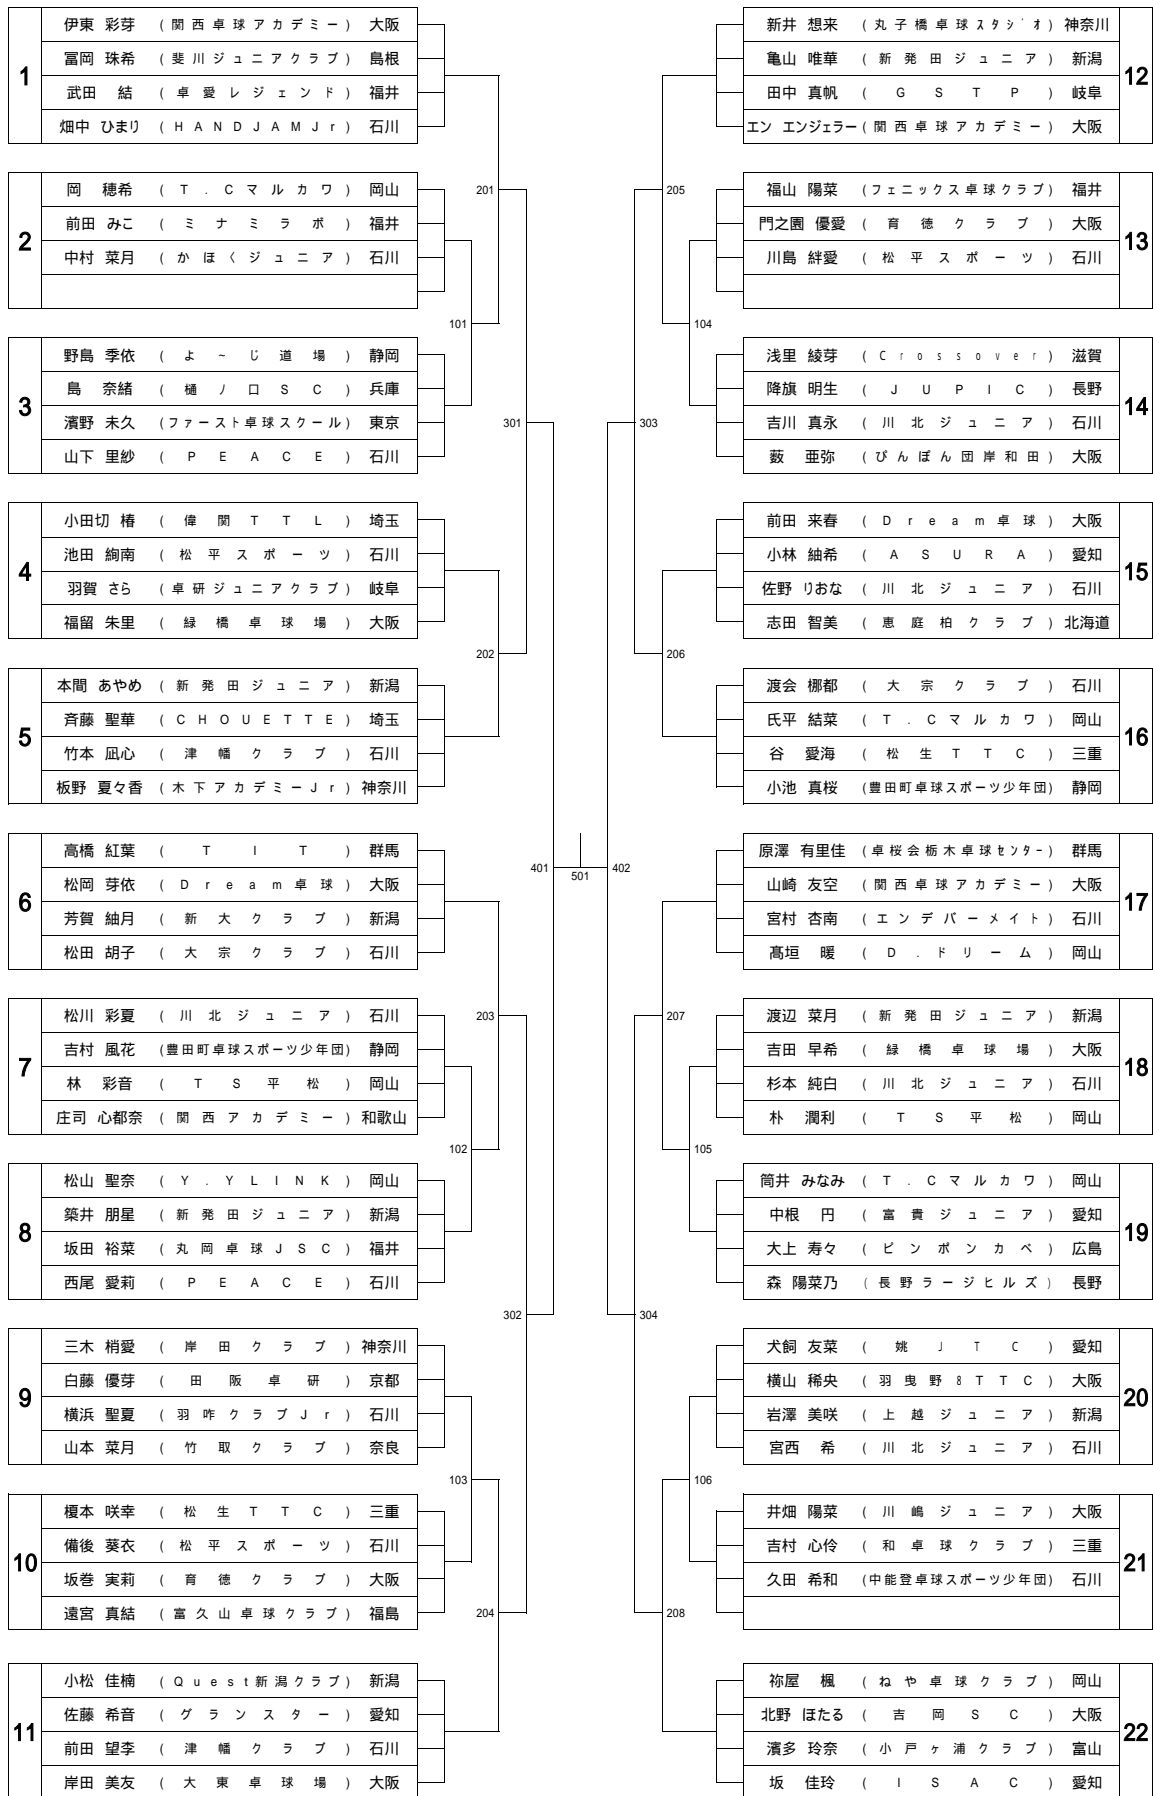 1
伊東 彩芽 (関西卓球アカデミー) 大阪
冨岡 珠希 (斐川ジュニアクラブ) 島根
武田 結 (卓愛レジェンド) 福井
畑中 ひまり (HANDJAMJr) 石川
2
岡 穂希 (T.Cマルカワ) 岡山
前田 みこ (ミナミラボ) 福井
中村 菜月 (かほくジュニア) 石川
3
野島 季依 (よ~じ道場) 静岡
島 奈緒 (樋ノ口SC) 兵庫
濱野 未久 (ファースト卓球スクール) 東京
山下 里紗 (PEACE) 石川
4
小田切 椿 (偉関TTL) 埼玉
池田 絢南 (松平スポーツ) 石川
羽賀 さら (卓研ジュニアクラブ) 岐阜
福留 朱里 (緑橋卓球場) 大阪
5
本間 あやめ (新発田ジュニア) 新潟
斉藤 聖華 (CHOUETTE) 埼玉
竹本 凪心 (津幡クラブ) 石川
板野 夏々香 (木下アカデミーJr) 神奈川
6
高橋 紅葉 (TIT) 群馬
松岡 芽依 (Dream卓球) 大阪
芳賀 紬月 (新大クラブ) 新潟
松田 胡子 (大宗クラブ) 石川
7
松川 彩夏 (川北ジュニア) 石川
吉村 風花 (豊田町卓球スポーツ少年団) 静岡
林 彩音 (TS平松) 岡山
庄司 心都奈 (関西アカデミー) 和歌山
8
松山 聖奈 (Y.YLINK) 岡山
築井 朋星 (新発田ジュニア) 新潟
坂田 裕菜 (丸岡卓球JSC) 福井
西尾 愛莉 (PEACE) 石川
9
三木 梢愛 (岸田クラブ) 神奈川
白藤 優芽 (田阪卓研) 京都
横浜 聖夏 (羽咋クラブJr) 石川
山本 菜月 (竹取クラブ) 奈良
10
榎本 咲幸 (松生TTC) 三重
備後 葵衣 (松平スポーツ) 石川
坂巻 実莉 (育徳クラブ) 大阪
遠宮 真結 (富久山卓球クラブ) 福島
11
小松 佳楠 (Quest新潟クラブ) 新潟
佐藤 希音 (グランスター) 愛知
前田 望李 (津幡クラブ) 石川
岸田 美友 (大東卓球場) 大阪
201
101
301
202
401
203
102
302
103
204
501
205
104
303
206
402
207
105
304
106
208
12
新井 想来 (丸子橋卓球スタジオ) 神奈川
亀山 唯華 (新発田ジュニア) 新潟
田中 真帆 (GSTP) 岐阜
エン エンジェラー (関西卓球アカデミー) 大阪
13
福山 陽菜 (フェニックス卓球クラブ) 福井
門之園 優愛 (育徳クラブ) 大阪
川島 絆愛 (松平スポーツ) 石川
14
浅里 綾芽 (Crossover) 滋賀
降旗 明生 (JUPIC) 長野
吉川 真永 (川北ジュニア) 石川
薮 亜弥 (ぴんぽん団岸和田) 大阪
15
前田 来春 (Dream卓球) 大阪
小林 紬希 (ASURA) 愛知
佐野 りおな (川北ジュニア) 石川
志田 智美 (恵庭柏クラブ) 北海道
16
渡会 梛都 (大宗クラブ) 石川
氏平 結菜 (T.Cマルカワ) 岡山
谷 愛海 (松生TTC) 三重
小池 真桜 (豊田町卓球スポーツ少年団) 静岡
17
原澤 有里佳 (卓桜会栃木卓球センター) 群馬
山崎 友空 (関西卓球アカデミー) 大阪
宮村 杏南 (エンデバーメイト) 石川
髙垣 暖 (D.ドリーム) 岡山
18
渡辺 菜月 (新発田ジュニア) 新潟
吉田 早希 (緑橋卓球場) 大阪
杉本 純白 (川北ジュニア) 石川
朴 潤利 (TS平松) 岡山
19
筒井 みなみ (T.Cマルカワ) 岡山
中根 円 (富貴ジュニア) 愛知
大上 寿々 (ピンポンカベ) 広島
森 陽菜乃 (長野ラージヒルズ) 長野
20
犬飼 友菜 (姚JTC) 愛知
横山 稀央 (羽曳野8TTC) 大阪
岩澤 美咲 (上越ジュニア) 新潟
宮西 希 (川北ジュニア) 石川
21
井畑 陽菜 (川嶋ジュニア) 大阪
吉村 心伶 (和卓球クラブ) 三重
久田 希和 (中能登卓球スポーツ少年団) 石川
22
祢屋 楓 (ねや卓球クラブ) 岡山
北野 ほたる (吉岡SC) 大阪
濱多 玲奈 (小戸ヶ浦クラブ) 富山
坂 佳玲 (ISAC) 愛知